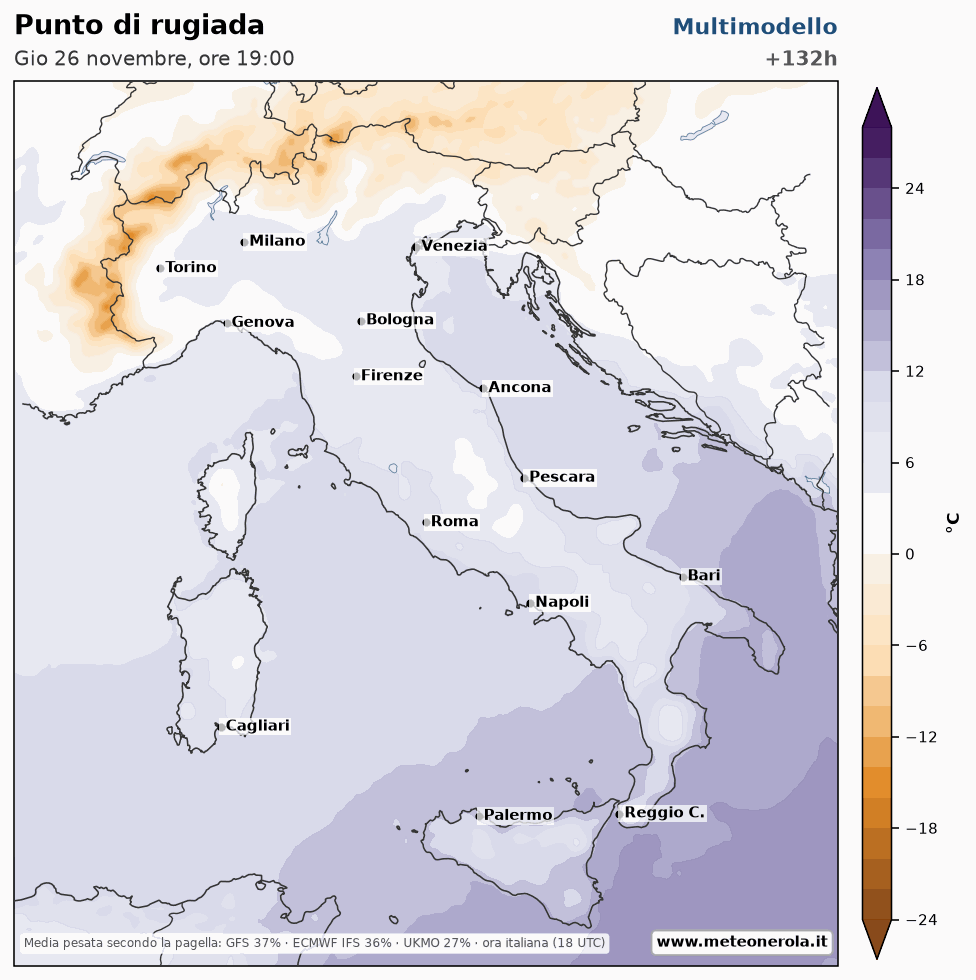 Punto di rugiada
Multimodello
Gio 26 novembre, ore 19:00
+132h
Milano
Venezia
Torino
Genova
Bologna
Firenze
Ancona
Pescara
Roma
Bari
Napoli
Cagliari
Palermo
Reggio C.
24
18
12
6
0
−6
−12
−18
−24
°C
Media pesata secondo la pagella: GFS 37% · ECMWF IFS 36% · UKMO 27% · ora italiana (18 UTC)
www.meteonerola.it